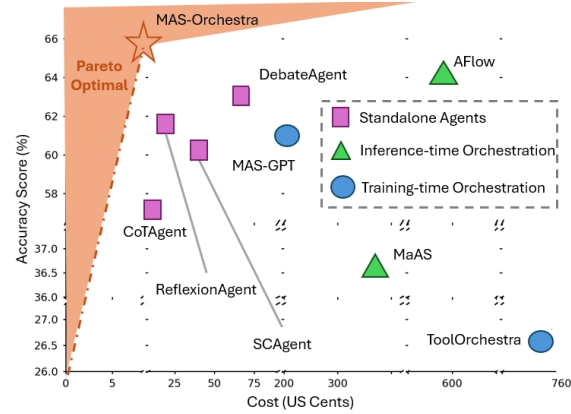 MAS-Orchestra
66
Pareto
Optimal
AFlow
64
DebateAgent
62
Standalone Agents
Inference-time Orchestration
Training-time Orchestration
60
MAS-GPT
58
CoTAgent
Accuracy Score (%)
37.0
MaAS
36.5
ReflexionAgent
36.0
27.0
SCAgent
ToolOrchestra
26.5
26.0
0 5 25 50 75 200 300 600 760
Cost (US Cents)